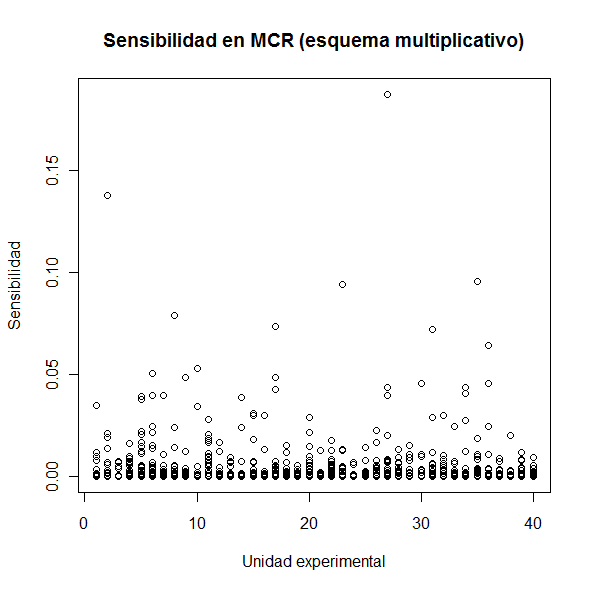 Sensibilidad en MCR (esquema multiplicativo)
Sensibilidad
0.15
0.10
0.05
0.00
0 10 20 30 40
Unidad experimental